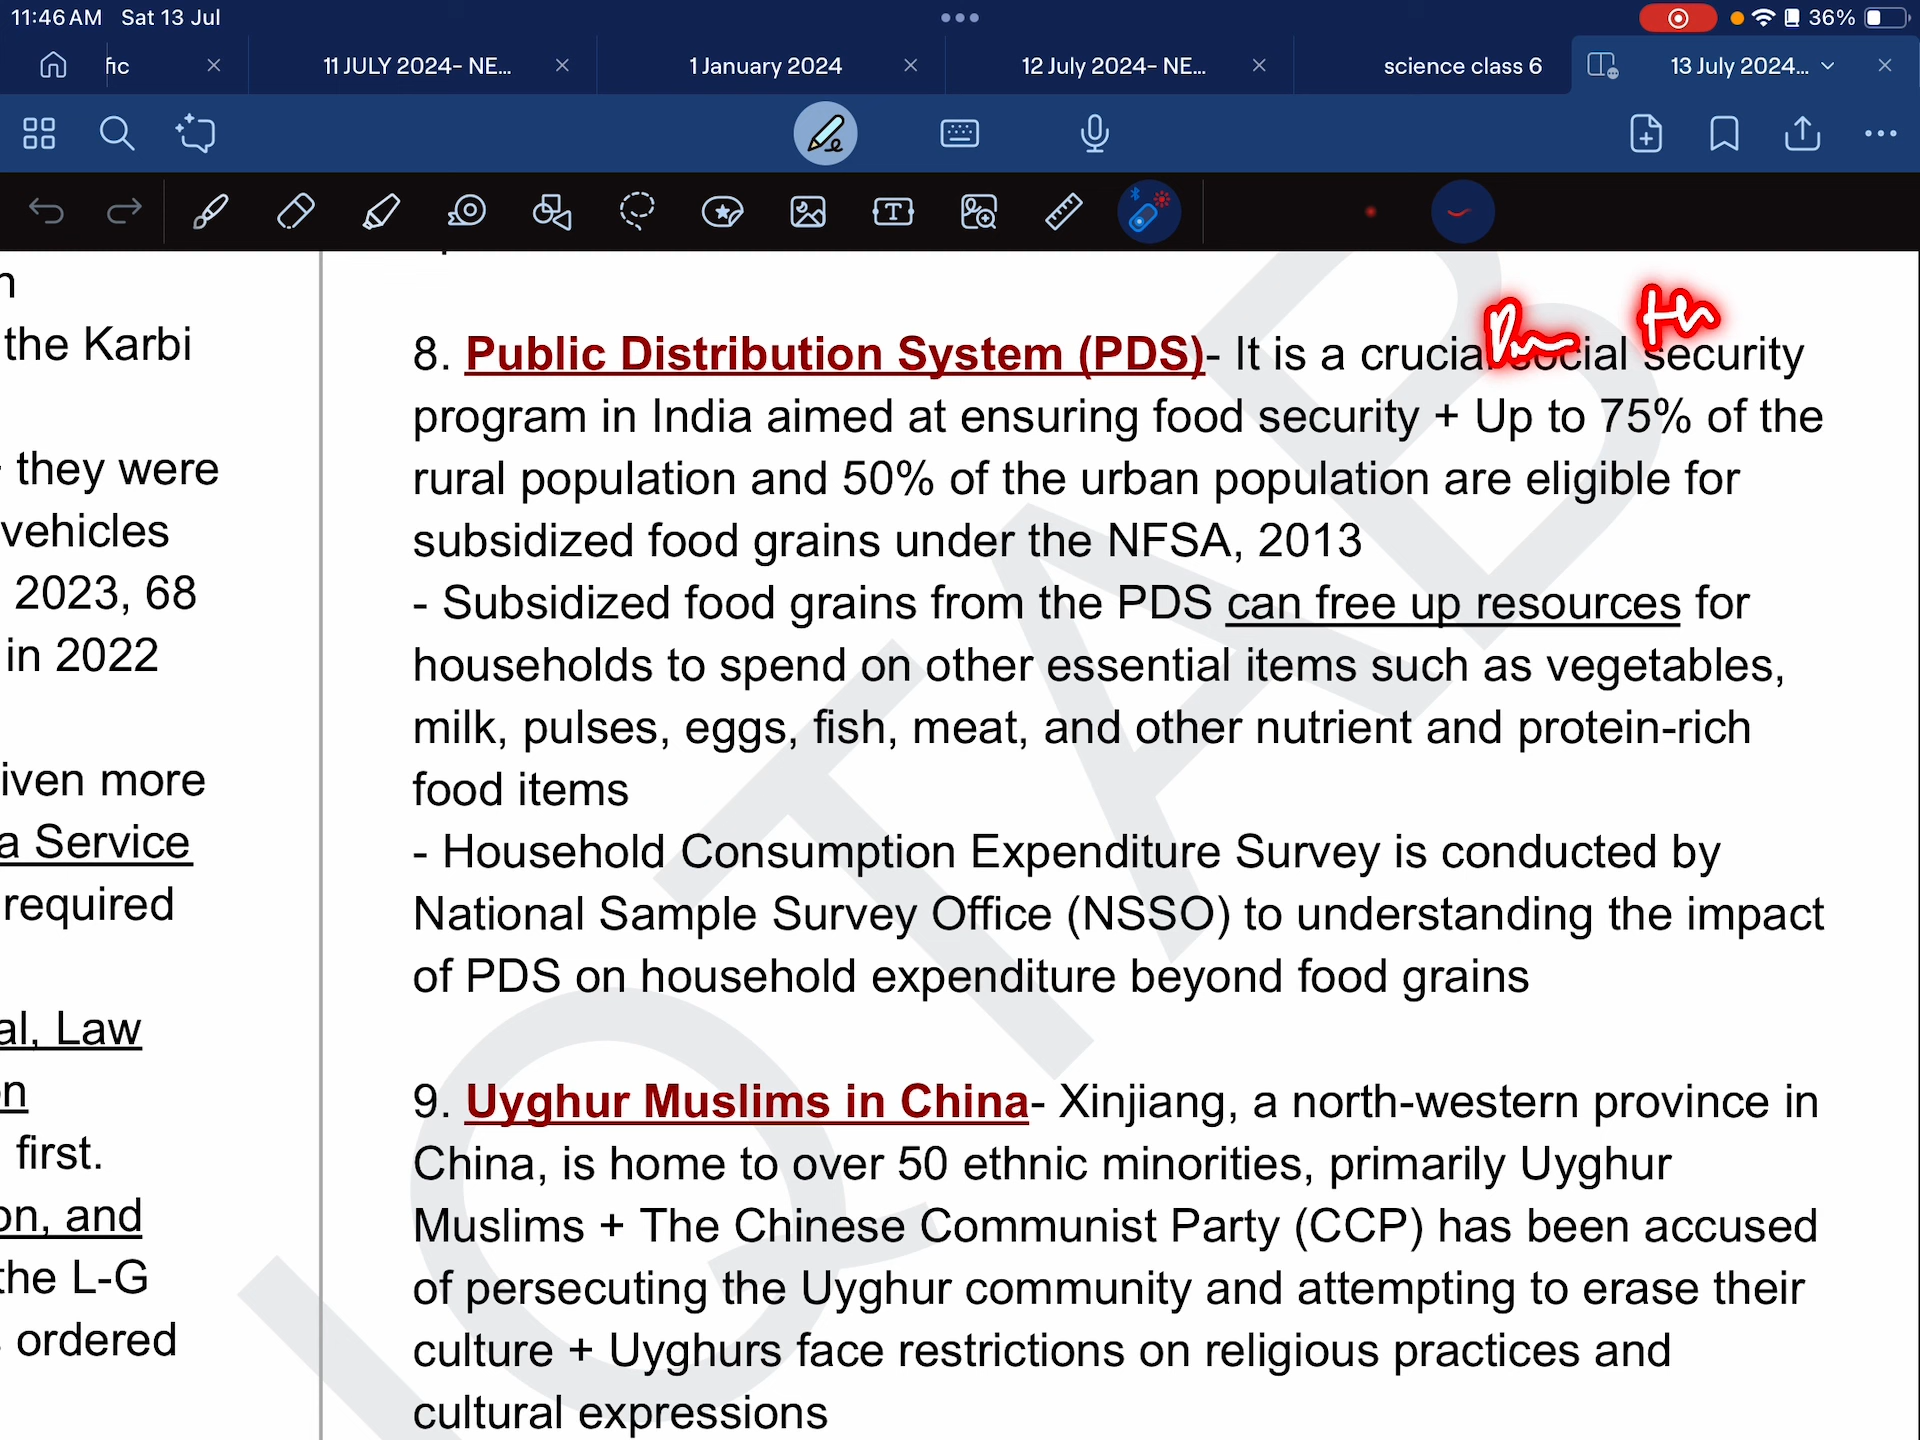 11:46 AM Sat 13 Jul
36%
fic
11 JULY 2024- NE...
1 January 2024
12 July 2024- NE...
science class 6
13 July 2024...
n
the Karbi
they were
vehicles
2023, 68
in 2022
iven more
a Service
required
al, Law
on
first.
on, and
the L-G
ordered
8. Public Distribution System (PDS)- It is a crucial social security
program in India aimed at ensuring food security + Up to 75% of the
rural population and 50% of the urban population are eligible for
subsidized food grains under the NFSA, 2013
- Subsidized food grains from the PDS can free up resources for
households to spend on other essential items such as vegetables,
milk, pulses, eggs, fish, meat, and other nutrient and protein-rich
food items
- Household Consumption Expenditure Survey is conducted by
National Sample Survey Office (NSSO) to understanding the impact
of PDS on household expenditure beyond food grains
9. Uyghur Muslims in China- Xinjiang, a north-western province in
China, is home to over 50 ethnic minorities, primarily Uyghur
Muslims + The Chinese Communist Party (CCP) has been accused
of persecuting the Uyghur community and attempting to erase their
culture + Uyghurs face restrictions on religious practices and
cultural expressions
IQTAB